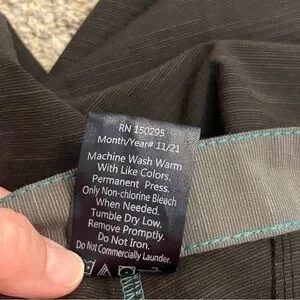 RN 150295
Month/Year# 11/21
Machine Wash Warm
With Like Colors.
Permanent Press.
Only Non-chlorine Bleach
When Needed.
Tumble Dry Low.
Remove Promptly.
Do Not Iron.
Do Not Commercially Launder.